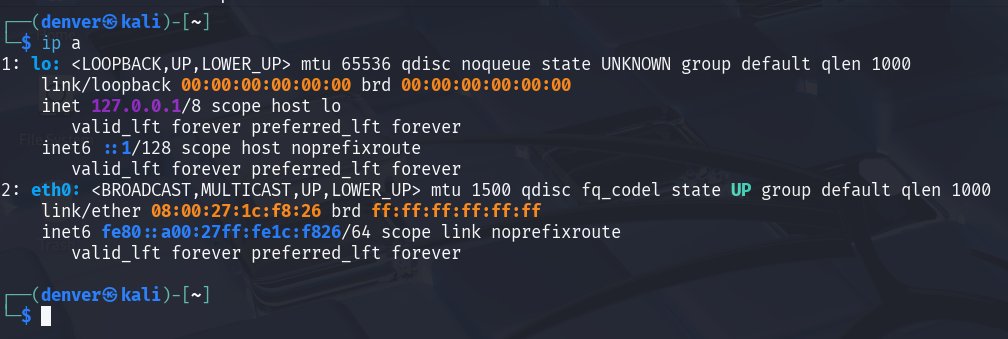 ┌──(denver㉿kali)-[~]
└─$ ip a
1: lo: <LOOPBACK,UP,LOWER_UP> mtu 65536 qdisc noqueue state UNKNOWN group default qlen 1000
    link/loopback 00:00:00:00:00:00 brd 00:00:00:00:00:00
    inet 127.0.0.1/8 scope host lo
       valid_lft forever preferred_lft forever
    inet6 ::1/128 scope host noprefixroute
       valid_lft forever preferred_lft forever
2: eth0: <BROADCAST,MULTICAST,UP,LOWER_UP> mtu 1500 qdisc fq_codel state UP group default qlen 1000
    link/ether 08:00:27:1c:f8:26 brd ff:ff:ff:ff:ff:ff
    inet6 fe80::a00:27ff:fe1c:f826/64 scope link noprefixroute
       valid_lft forever preferred_lft forever
┌──(denver㉿kali)-[~]
└─$